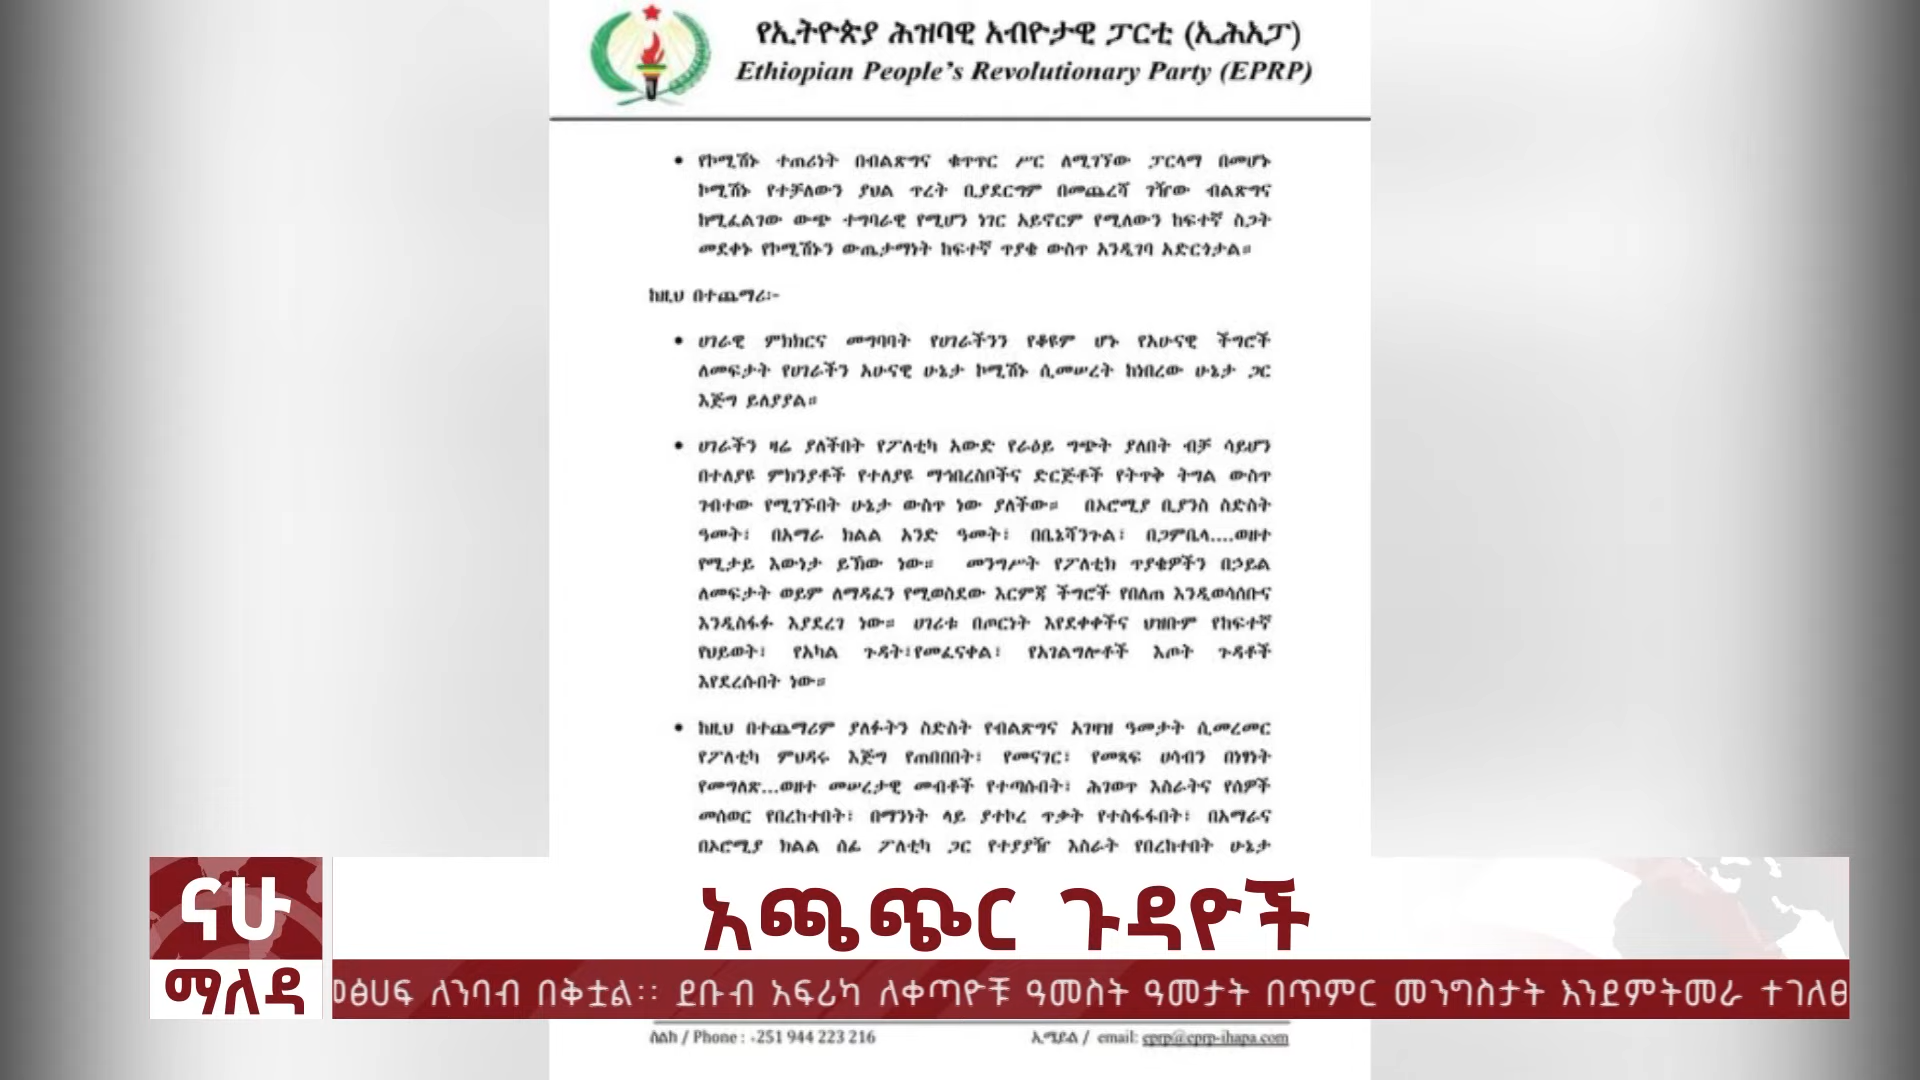 የኢትዮጵያ ሕዝባዊ አብዮታዊ ፓርቲ (ኢሕአፓ)
Ethiopian People's Revolutionary Party (EPRP)
• የኮሚሽኑ ተጠሪነት በብልጽግና ቁጥጥር ሥር ለሚገኘው ፓርላማ በመሆኑ
ኮሚሽኑ የተቻለውን ያህል ጥረት ቢያደርግም በመጨረሻ ገዥው ብልጽግና
ከሚፈልገው ውጭ ተግባራዊ የሚሆን ነገር አይኖርም የሚለውን ከፍተኛ ስጋት
መደቀኑ የኮሚሽኑን ውጤታማነት ከፍተኛ ጥያቄ ውስጥ እንዲገባ አድርጎታል።
ከዚህ በተጨማሪ፡-
• ሀገራዊ ምክክርና መግባባት የሀገራችንን የቆዩም ሆኑ የአሁናዊ ችግሮች
ለመፍታት የሀገራችን አሁናዊ ሁኔታ ኮሚሽኑ ሲመሠረት ከነበረው ሁኔታ ጋር
እጅግ ይለያያል።
• ሀገራችን ዛሬ ያለችበት የፖለቲካ አውድ የራዕይ ግጭት ያለበት ብቻ ሳይሆን
በተለያዩ ምክንያቶች የተለያዩ ማኅበረሰቦችና ድርጅቶች የትጥቅ ትግል ውስጥ
ገብተው የሚገኙበት ሁኔታ ውስጥ ነው ያለችው። በኦሮሚያ ቢያንስ ስድስት
ዓመት፣ በአማራ ክልል አንድ ዓመት፣ በቤኔሻንጉል፣ በጋምቤላ....ወዘተ
የሚታይ እውነታ ይኸው ነው። መንግሥት የፖለቲካ ጥያቄዎችን በኃይል
ለመፍታት ወይም ለማዳፈን የሚወስደው እርምጃ ችግሮች የበለጠ እንዲወሳሰቡና
እንዲስፋፉ እያደረገ ነው። ሀገሪቱ በጦርነት እየደቀቀችና ህዝቡም የከፍተኛ
የህይወት፣ የአካል ጉዳት፣የመፈናቀል፣ የአገልግሎቶች እጦት ጉዳቶች
እየደረሱበት ነው።
• ከዚህ በተጨማሪም ያለፉትን ስድስት የብልጽግና አገዛዝ ዓመታት ሲመረመር
የፖለቲካ ምህዳሩ እጅግ የጠበበበት፣ የመናገር፣ የመጻፍ ሀሳብን በነፃነት
የመግለጽ...ወዘተ መሠረታዊ መብቶች የተጣሱበት፣ ሕገወጥ እስራትና የሰዎች
መሰወር የበረከተበት፣ በማንነት ላይ ያተኮረ ጥቃት የተስፋፋበት፣ በአማራና
በኦሮሚያ ክልል ሰፊ ፖለቲካ ጋር የተያያዥ እስራት የበረከተበት ሁኔታ
ናሁ
ማለዳ
አጫጭር ጉዳዮች
ለንባብ በቅቷል፡፡ ደቡብ አፍሪካ ለቀጣዮቹ ዓመስት ዓመታት በጥምር መንግስታት እንደምትመራ ተገለፀ
ስልክ / Phone : +251 944 223 216
ኢሜይል / email: eprp@eprp-ihapa.com